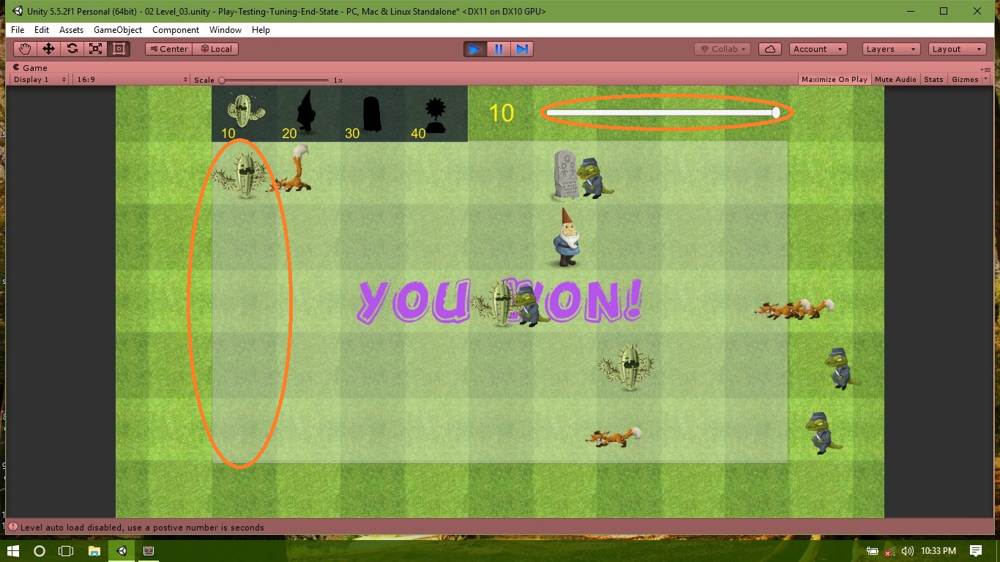 Unity 5.5.2f1 Personal (64bit) - 02 Level_03.unity - Play-Testing-Tuning-End-State - PC, Mac & Linux Standalone* <DX11 on DX10 GPU>
File Edit Assets GameObject Component Window Help
Center Local Collab Account Layers Layout
Game
Display 1 16:9 Scale 1x Maximize On Play Mute Audio Stats Gizmos
10
10 20 30 40
YOU WON!
Level auto load disabled, use a postive number is seconds
10:33 PM